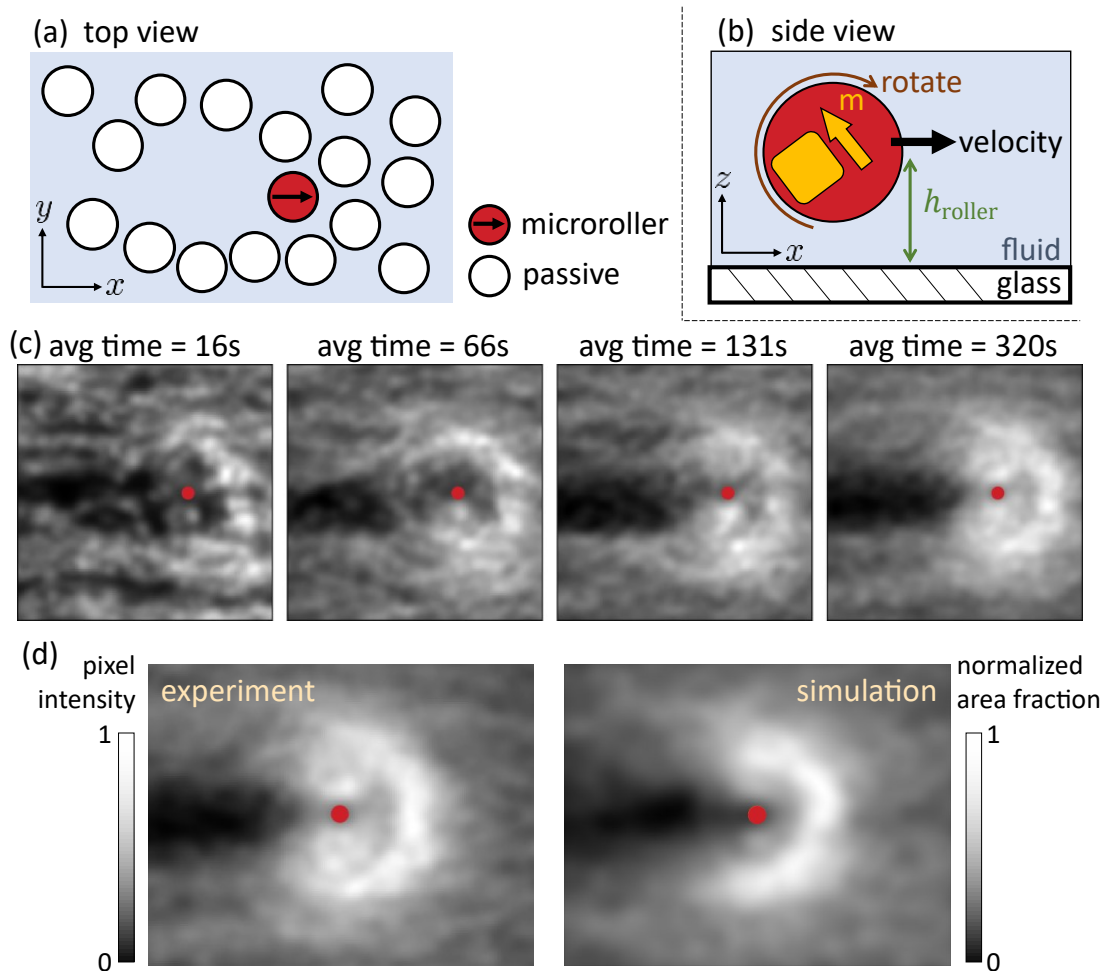 (a) top view
y
x
microroller
passive
(b) side view
rotate
m
velocity
h_roller
z
x
fluid
glass
(c)
avg time = 16s
avg time = 66s
avg time = 131s
avg time = 320s
(d)
pixel
intensity
1
0
experiment
simulation
normalized
area fraction
1
0